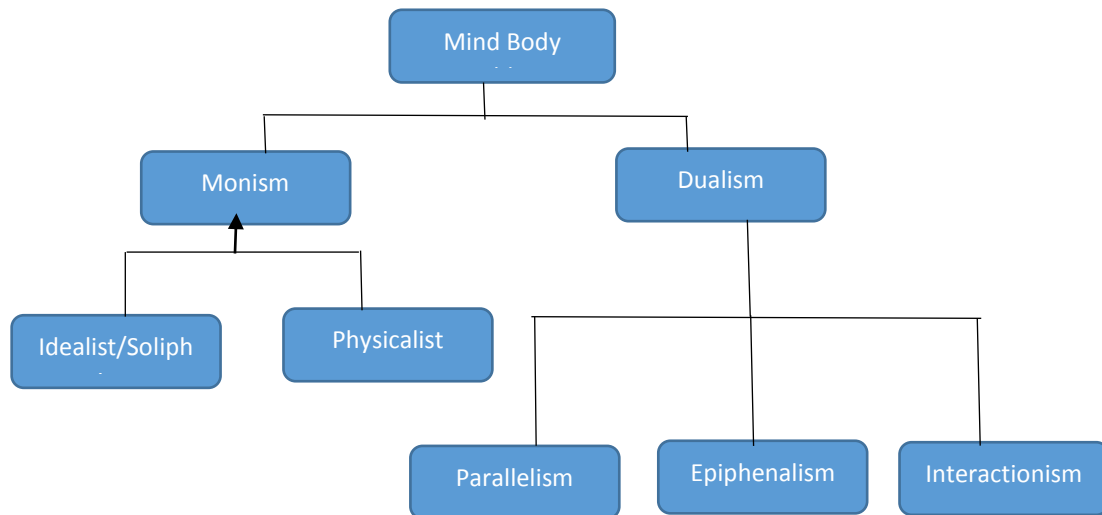 Mind Body
Monism
Dualism
Idealist/Soliph
Physicalist
Parallelism
Epiphenalism
Interactionism